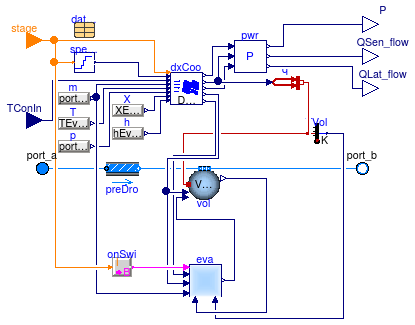 P
stage
dat
spe
dxCoo
pwr
QSen_flow
P
m
port...
D...
q
QLat_flow
X
XE...
TConIn
T
TEv...
h
hEv...
Vol
p
port...
K
port_a
port_b
preDro
V...
vol
onSwi
B
eva